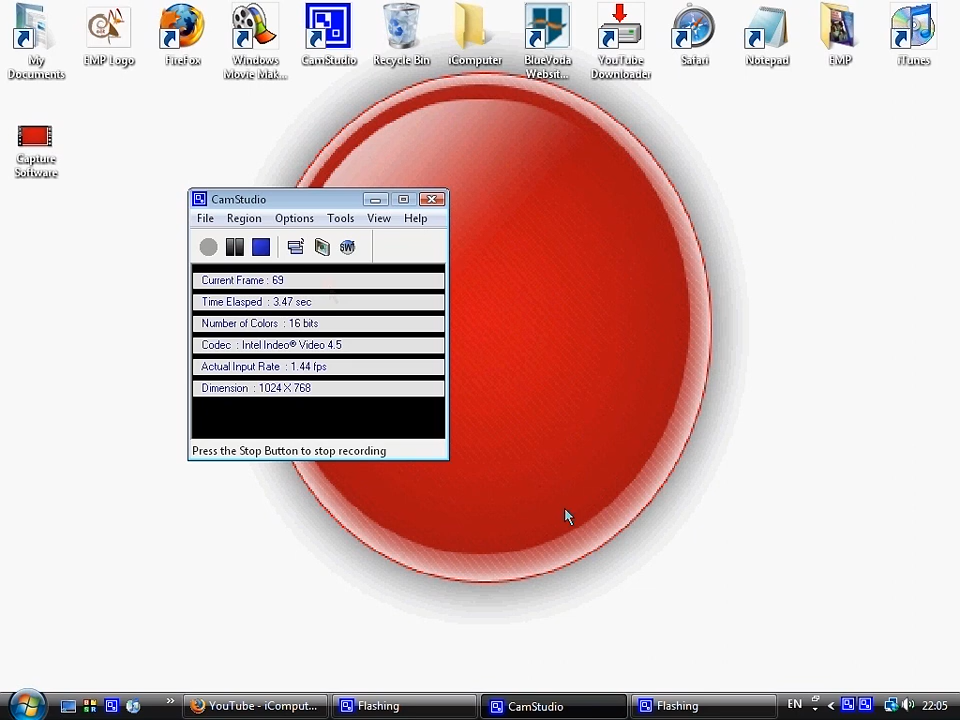 My Documents
EMP Logo
FireFox
Windows Movie Mak...
CamStudio
Recycle Bin
iComputer
BlueVoda Websit...
YouTube Downloader
Safari
Notepad
EMP
iTunes
Capture Software
CamStudio
File Region Options Tools View Help
SWF
Current Frame : 69
Time Elasped : 3.47 sec
Number of Colors : 16 bits
Codec : Intel Indeo® Video 4.5
Actual Input Rate : 1.44 fps
Dimension : 1024 X 768
Press the Stop Button to stop recording
YouTube - iComput...
Flashing
CamStudio
Flashing
EN
22:05